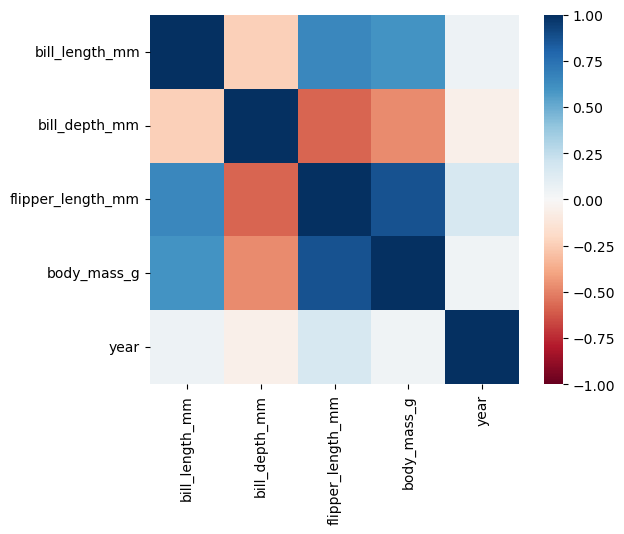 bill_length_mm
bill_depth_mm
flipper_length_mm
body_mass_g
year
bill_length_mm
bill_depth_mm
flipper_length_mm
body_mass_g
year
1.00
0.75
0.50
0.25
0.00
−0.25
−0.50
−0.75
−1.00